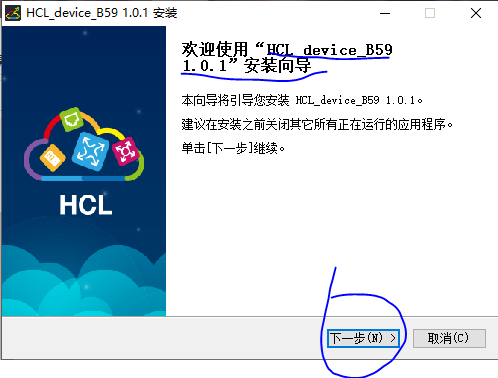 HCL_device_B59 1.0.1 安装
欢迎使用“HCL_device_B59
1.0.1”安装向导
本向导将引导您安装 HCL_device_B59 1.0.1。
建议在安装之前关闭其它所有正在运行的应用程序。
单击[下一步]继续。
HCL
下一步(N) >
取消(C)